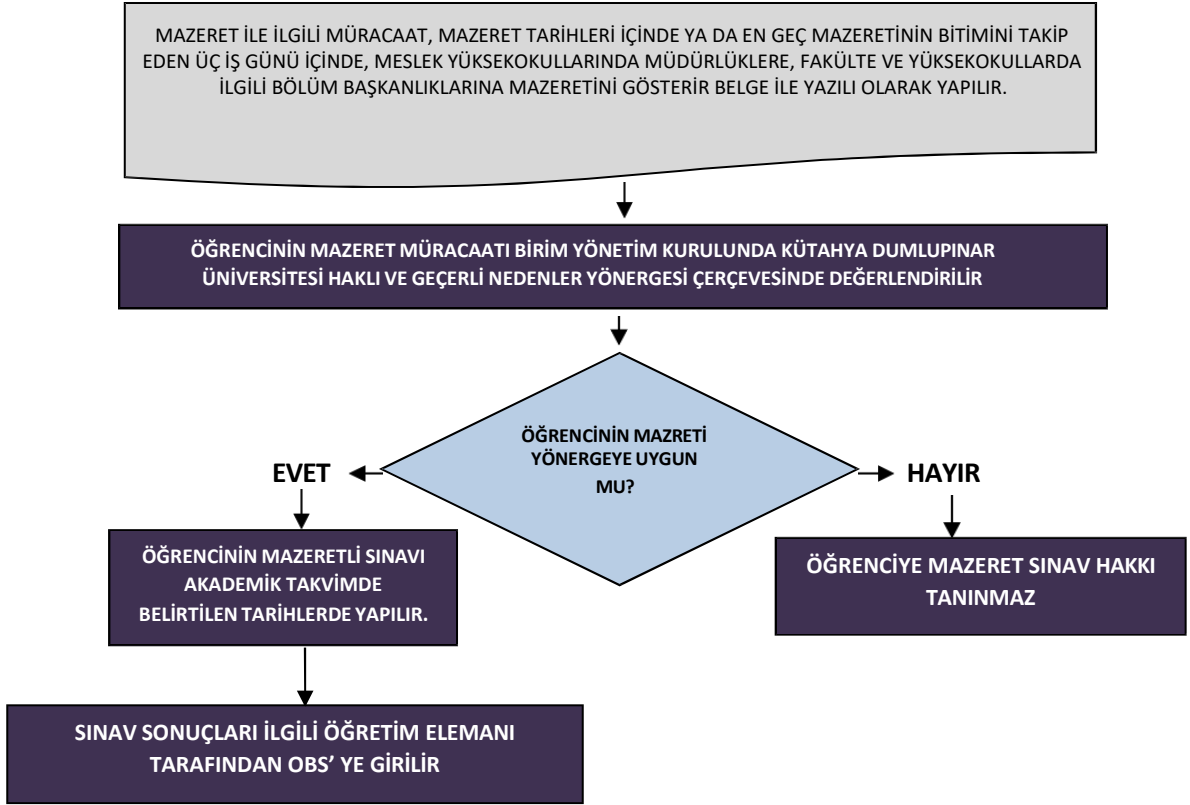 MAZERET İLE İLGİLİ MÜRACAAT, MAZERET TARİHLERİ İÇİNDE YA DA EN GEÇ MAZERETİNİN BİTİMİNİ TAKİP
EDEN ÜÇ İŞ GÜNÜ İÇİNDE, MESLEK YÜKSEKOKULLARINDA MÜDÜRLÜKLERE, FAKÜLTE VE YÜKSEKOKULLARDA
İLGİLİ BÖLÜM BAŞKANLIKLARINA MAZERETİNİ GÖSTERİR BELGE İLE YAZILI OLARAK YAPILIR.
ÖĞRENCİNİN MAZERET MÜRACAATI BİRİM YÖNETİM KURULUNDA KÜTAHYA DUMLUPINAR
ÜNİVERSİTESİ HAKLI VE GEÇERLİ NEDENLER YÖNERGESİ ÇERÇEVESİNDE DEĞERLENDİRİLİR
ÖĞRENCİNİN MAZRETİ
YÖNERGEYE UYGUN
MU?
EVET
HAYIR
ÖĞRENCİNİN MAZERETLİ SINAVI
AKADEMİK TAKVİMDE
BELİRTİLEN TARİHLERDE YAPILIR.
ÖĞRENCİYE MAZERET SINAV HAKKI
TANINMAZ
SINAV SONUÇLARI İLGİLİ ÖĞRETİM ELEMANI
TARAFINDAN OBS’ YE GİRİLİR